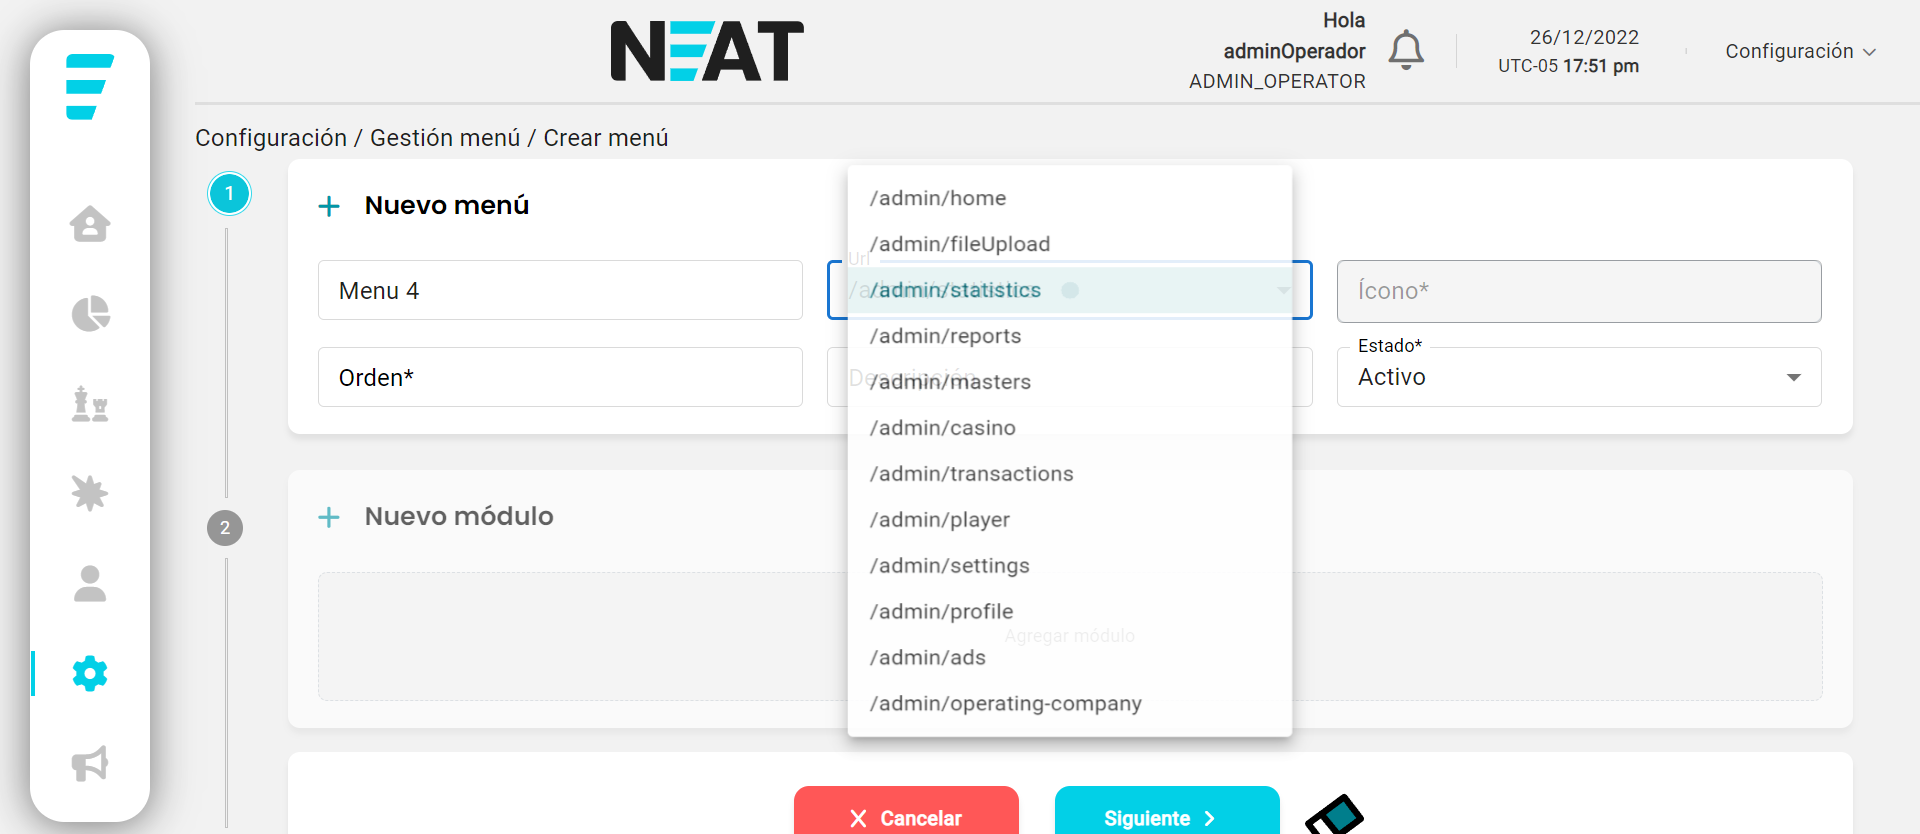 NEAT
Hola
adminOperador
ADMIN_OPERATOR
26/12/2022
UTC-05 17:51 pm
Configuración
Configuración / Gestión menú / Crear menú
1
Nuevo menú
Menu 4
Url
/admin/statistics
Ícono*
Orden*
Descripción
Estado*
Activo
/admin/home
/admin/fileUpload
/admin/statistics
/admin/reports
/admin/masters
/admin/casino
/admin/transactions
/admin/player
/admin/settings
/admin/profile
/admin/ads
/admin/operating-company
2
Nuevo módulo
Agregar módulo
Cancelar
Siguiente